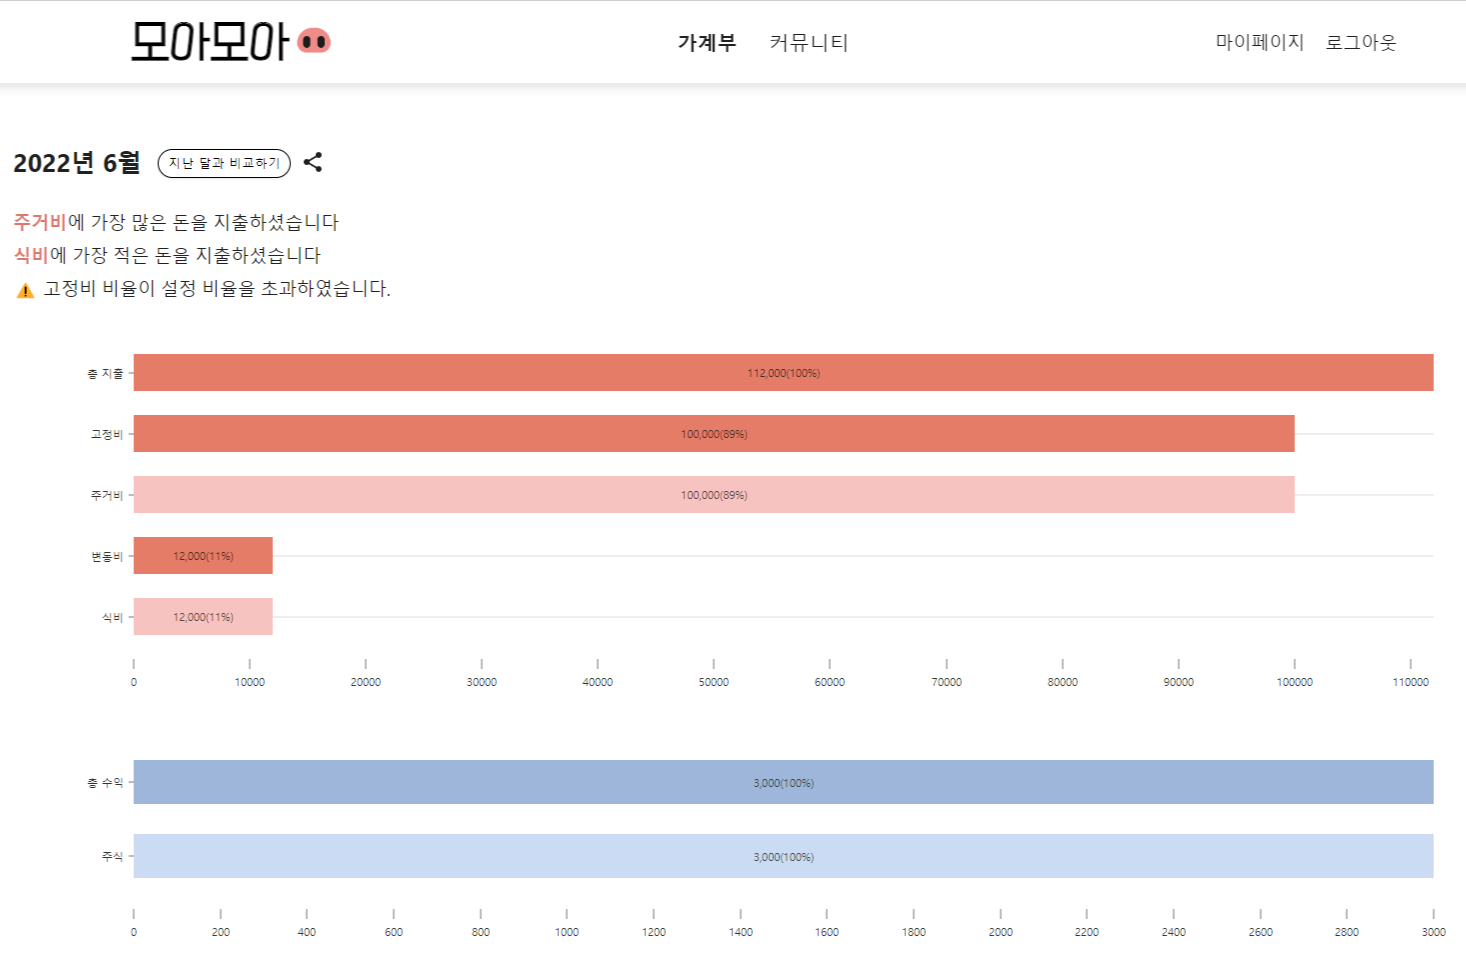 모아모아
가계부 커뮤니티
마이페이지 로그아웃
2022년 6월 지난 달과 비교하기
주거비에 가장 많은 돈을 지출하셨습니다
식비에 가장 적은 돈을 지출하셨습니다
고정비 비율이 설정 비율을 초과하였습니다.
총 지출 112,000(100%)
고정비 100,000(89%)
주거비 100,000(89%)
변동비 12,000(11%)
식비 12,000(11%)
0 10000 20000 30000 40000 50000 60000 70000 80000 90000 100000 110000
총 수익 3,000(100%)
주식 3,000(100%)
0 200 400 600 800 1000 1200 1400 1600 1800 2000 2200 2400 2600 2800 3000